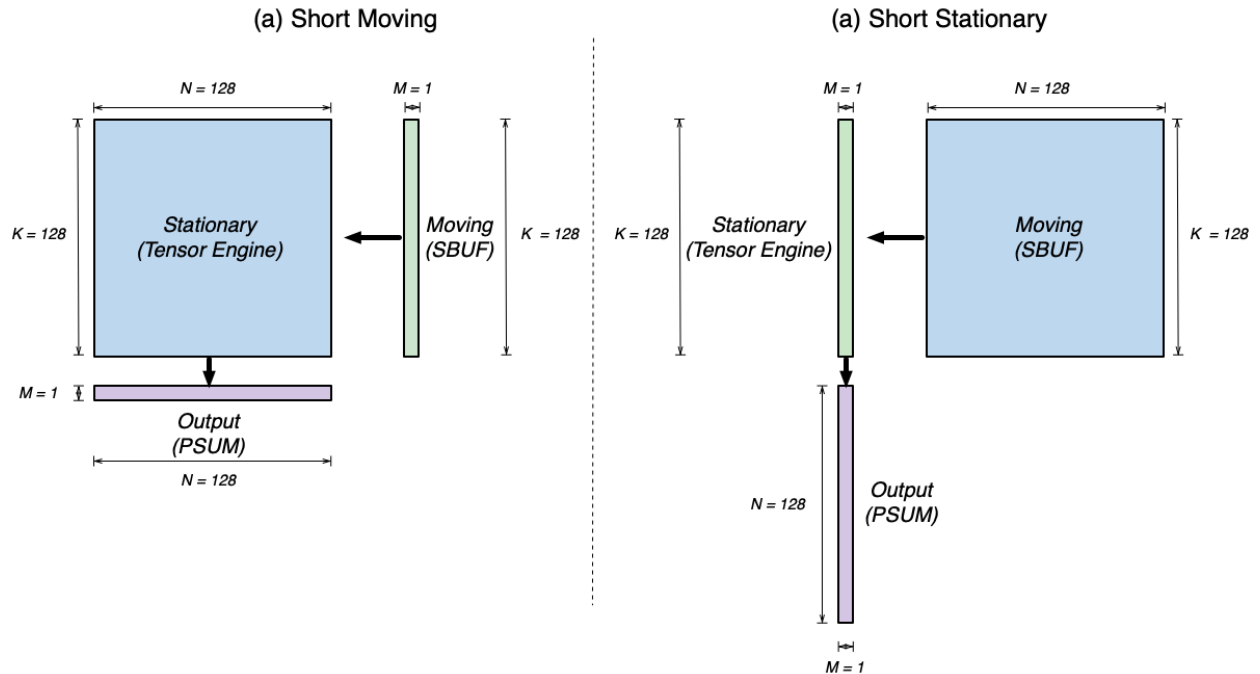 (a) Short Moving
N = 128
M = 1
K = 128
Stationary
(Tensor Engine)
Moving
(SBUF)
K = 128
M = 1
Output
(PSUM)
N = 128
(a) Short Stationary
M = 1
N = 128
K = 128
Stationary
(Tensor Engine)
Moving
(SBUF)
K = 128
N = 128
Output
(PSUM)
M = 1